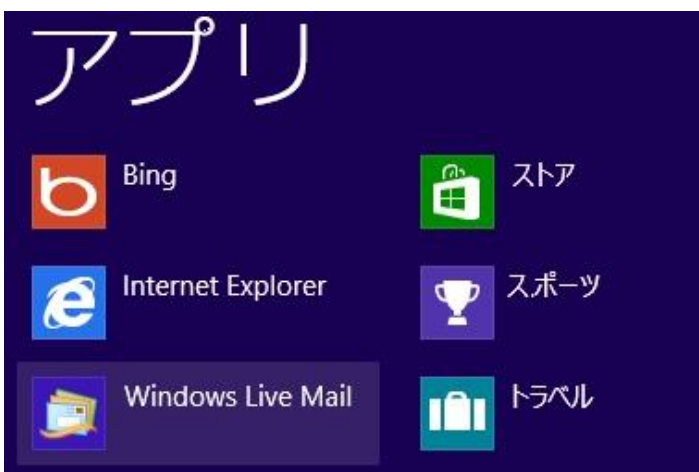 アプリ
Bing
Internet Explorer
Windows Live Mail
ストア
スポーツ
トラベル